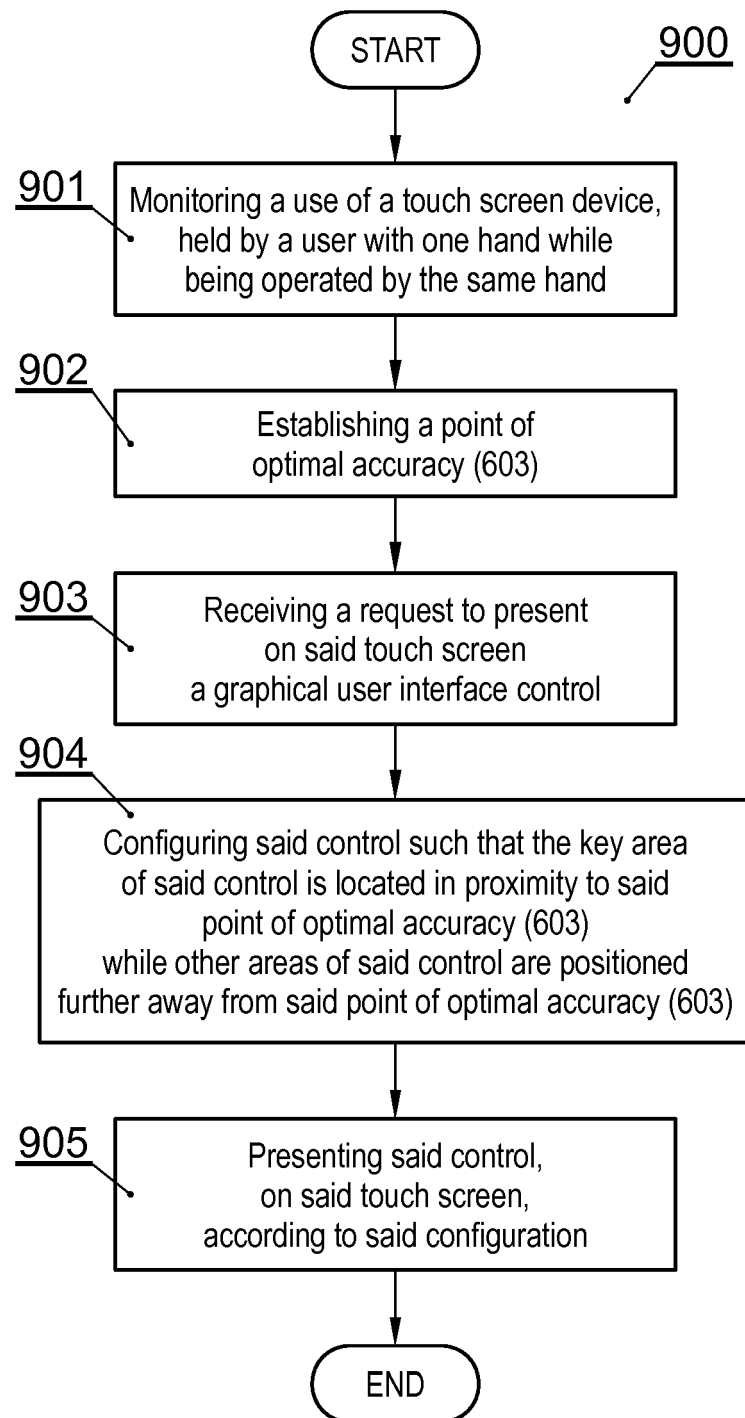 START
900
901
Monitoring a use of a touch screen device,
held by a user with one hand while
being operated by the same hand
902
Establishing a point of
optimal accuracy (603)
903
Receiving a request to present
on said touch screen
a graphical user interface control
904
Configuring said control such that the key area
of said control is located in proximity to said
point of optimal accuracy (603)
while other areas of said control are positioned
further away from said point of optimal accuracy (603)
905
Presenting said control,
on said touch screen,
according to said configuration
END